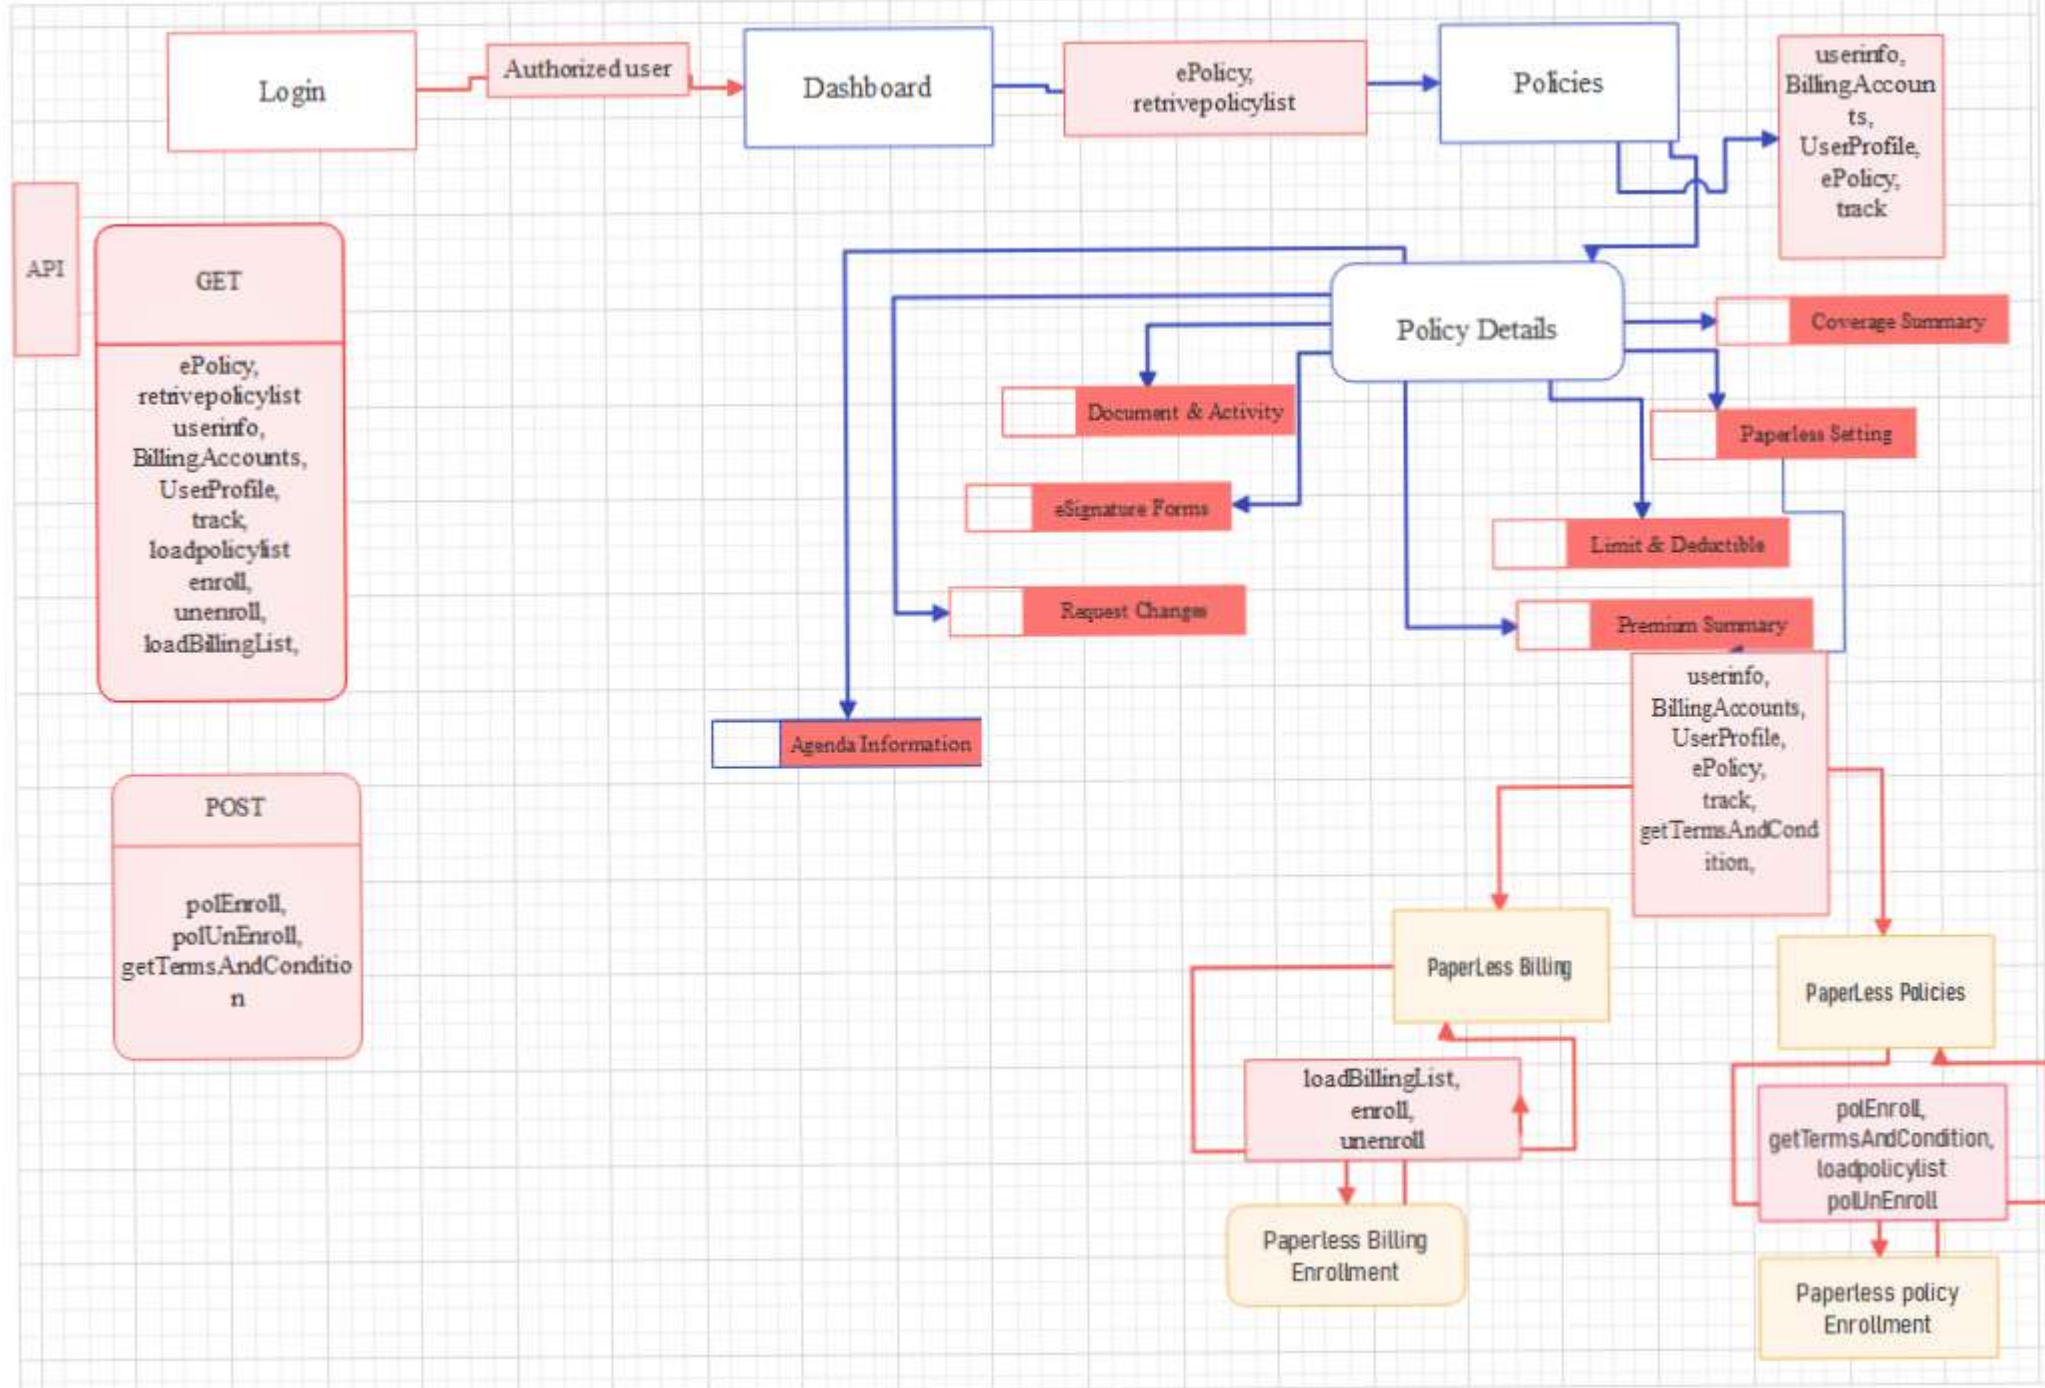 Login
Authorized user
Dashboard
ePolicy,
retrivepolicylist
Policies
userinfo,
BillingAccoun
ts,
UserProfile,
ePolicy,
track
API
GET
ePolicy,
retrivepolicylist
userinfo,
BillingAccounts,
UserProfile,
track,
loadpolicylist
enroll,
unenroll,
loadBillingList,
POST
polEnroll,
polUnEnroll,
getTermsAndConditio
n
Policy Details
Coverage Summary
Document & Activity
Paperless Setting
eSignature Forms
Limit & Deductible
Request Changes
Premium Summary
Agenda Information
userinfo,
BillingAccounts,
UserProfile,
ePolicy,
track,
getTermsAndCond
ition,
PaperLess Billing
PaperLess Policies
loadBillingList,
enroll,
unenroll
polEnroll,
getTermsAndCondition,
loadpolicylist
polUnEnroll
Paperless Billing
Enrollment
Paperless policy
Enrollment